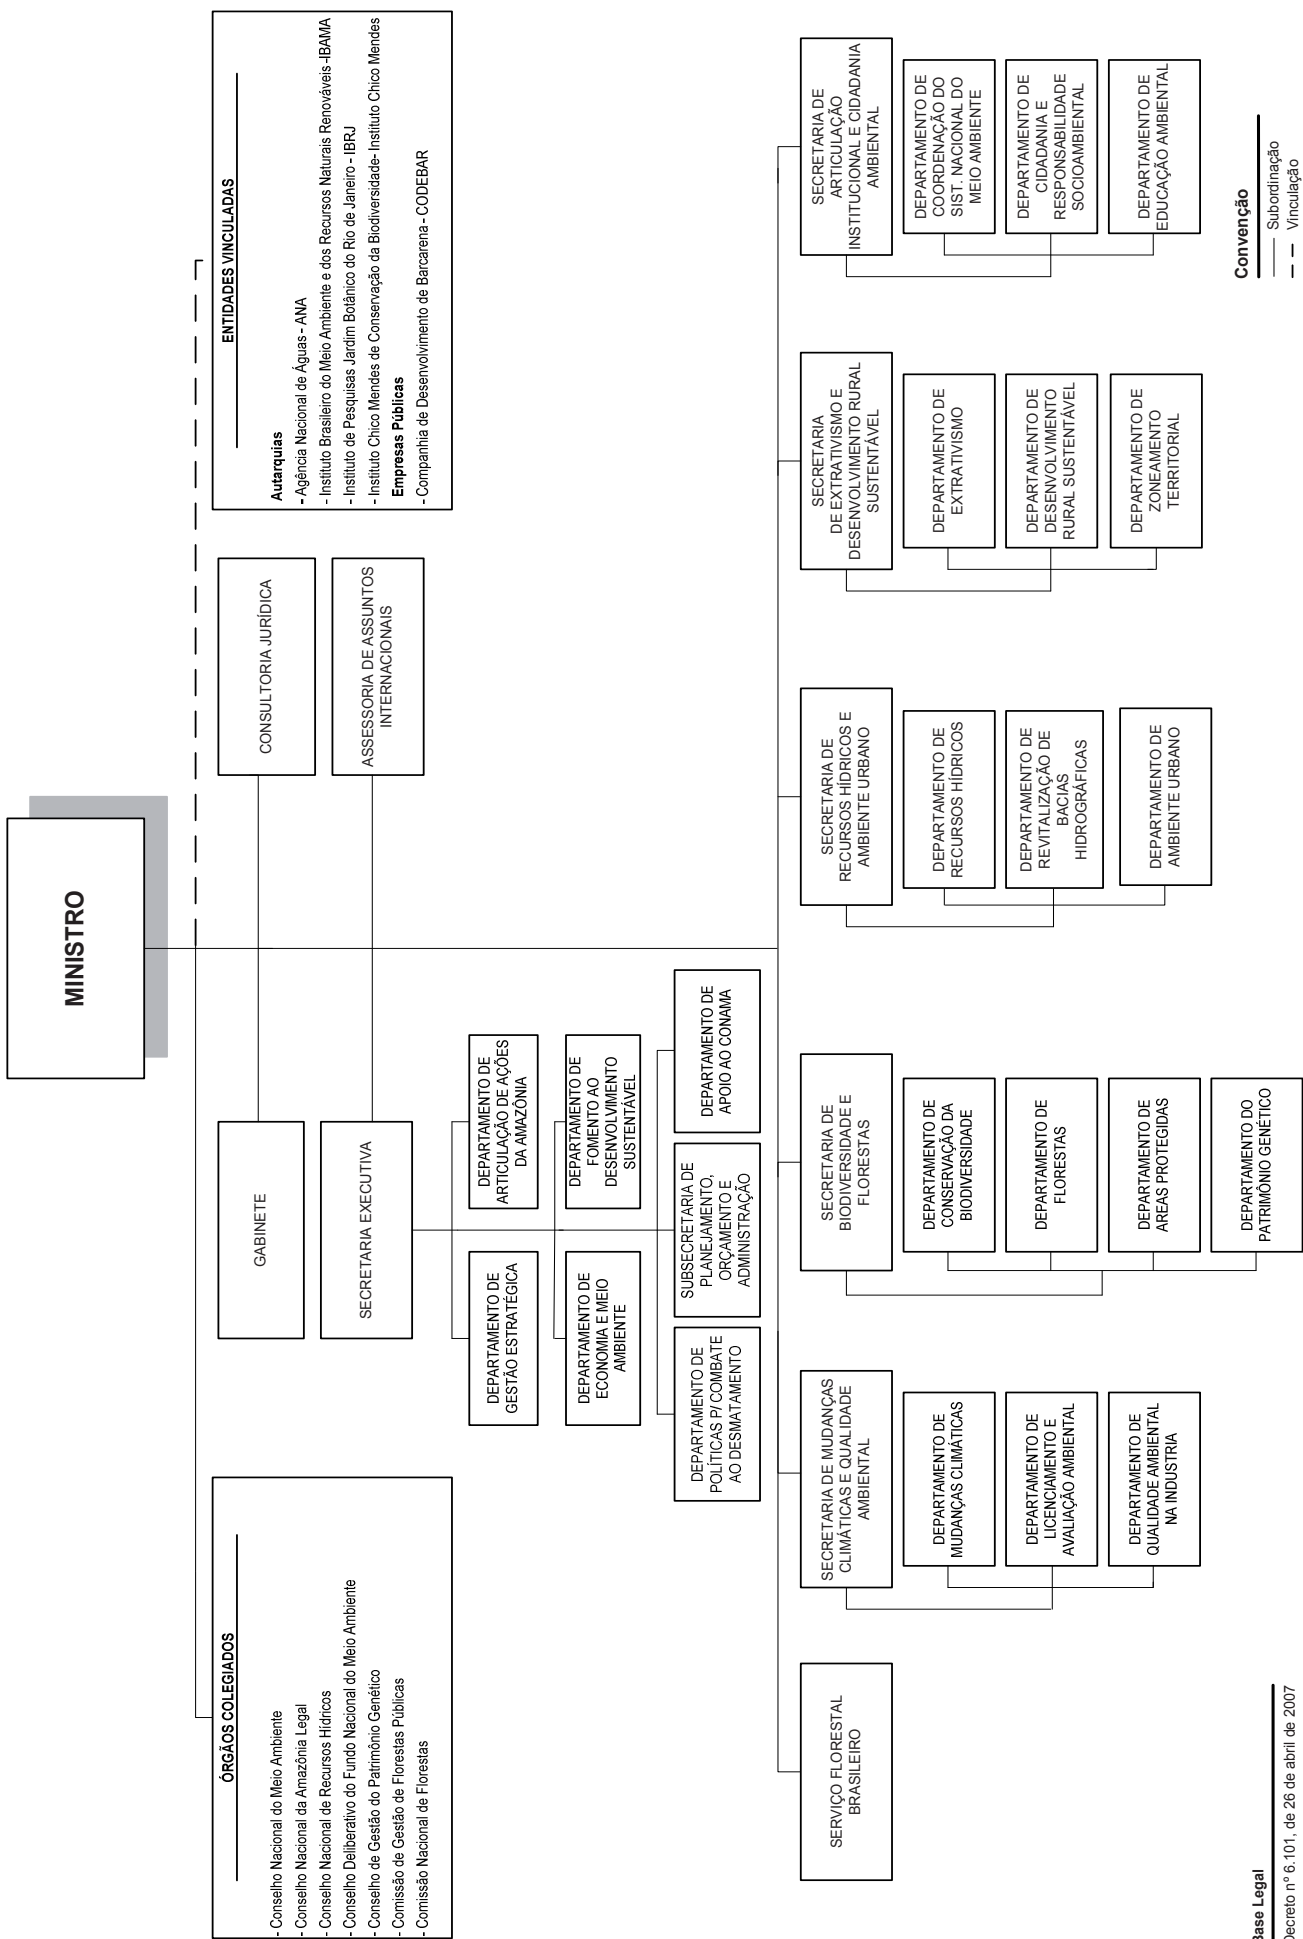 MINISTRO
ÓRGÃOS COLEGIADOS
- Conselho Nacional do Meio Ambiente
- Conselho Nacional da Amazônia Legal
- Conselho Nacional de Recursos Hídricos
- Conselho Deliberativo do Fundo Nacional do Meio Ambiente
- Conselho de Gestão do Patrimônio Genético
- Comissão de Gestão de Florestas Públicas
- Comissão Nacional de Florestas
GABINETE
CONSULTORIA JURÍDICA
SECRETARIA EXECUTIVA
ASSESSORIA DE ASSUNTOS
INTERNACIONAIS
ENTIDADES VINCULADAS
Autarquias
- Agência Nacional de Águas - ANA
- Instituto Brasileiro do Meio Ambiente e dos Recursos Naturais Renováveis -IBAMA
- Instituto de Pesquisas Jardim Botânico do Rio de Janeiro - IBRJ
- Instituto Chico Mendes de Conservação da Biodiversidade- Instituto Chico Mendes
Empresas Públicas
- Companhia de Desenvolvimento de Barcarena - CODEBAR
DEPARTAMENTO DE
GESTÃO ESTRATÉGICA
DEPARTAMENTO DE
ARTICULAÇÃO DE AÇÕES
DA AMAZÔNIA
DEPARTAMENTO DE
ECONOMIA E MEIO
AMBIENTE
DEPARTAMENTO DE
FOMENTO AO
DESENVOLVIMENTO
SUSTENTÁVEL
DEPARTAMENTO DE
POLÍTICAS P/ COMBATE
AO DESMATAMENTO
SUBSECRETARIA DE
PLANEJAMENTO,
ORÇAMENTO E
ADMINISTRAÇÃO
DEPARTAMENTO DE
APOIO AO CONAMA
SERVIÇO FLORESTAL
BRASILEIRO
SECRETARIA DE MUDANÇAS
CLIMÁTICAS E QUALIDADE
AMBIENTAL
DEPARTAMENTO DE
MUDANÇAS CLIMÁTICAS
DEPARTAMENTO DE
LICENCIAMENTO E
AVALIAÇÃO AMBIENTAL
DEPARTAMENTO DE
QUALIDADE AMBIENTAL
NA INDUSTRIA
SECRETARIA DE
BIODIVERSIDADE E
FLORESTAS
DEPARTAMENTO DE
CONSERVAÇÃO DA
BIODIVERSIDADE
DEPARTAMENTO DE
FLORESTAS
DEPARTAMENTO DE
AREAS PROTEGIDAS
DEPARTAMENTO DO
PATRIMÔNIO GENÉTICO
SECRETARIA DE
RECURSOS HÍDRICOS E
AMBIENTE URBANO
DEPARTAMENTO DE
RECURSOS HÍDRICOS
DEPARTAMENTO DE
REVITALIZAÇÃO DE
BACIAS
HIDROGRÁFICAS
DEPARTAMENTO DE
AMBIENTE URBANO
SECRETARIA
DE EXTRATIVISMO E
DESENVOLVIMENTO RURAL
SUSTENTÁVEL
DEPARTAMENTO DE
EXTRATIVISMO
DEPARTAMENTO DE
DESENVOLVIMENTO
RURAL SUSTENTÁVEL
DEPARTAMENTO DE
ZONEAMENTO
TERRITORIAL
SECRETARIA DE
ARTICULAÇÃO
INSTITUCIONAL E CIDADANIA
AMBIENTAL
DEPARTAMENTO DE
COORDENAÇÃO DO
SIST. NACIONAL DO
MEIO AMBIENTE
DEPARTAMENTO DE
CIDADANIA E
RESPONSABILIDADE
SOCIOAMBIENTAL
DEPARTAMENTO DE
EDUCAÇÃO AMBIENTAL
Base Legal
Decreto nº 6.101, de 26 de abril de 2007
Convenção
Subordinação
Vinculação